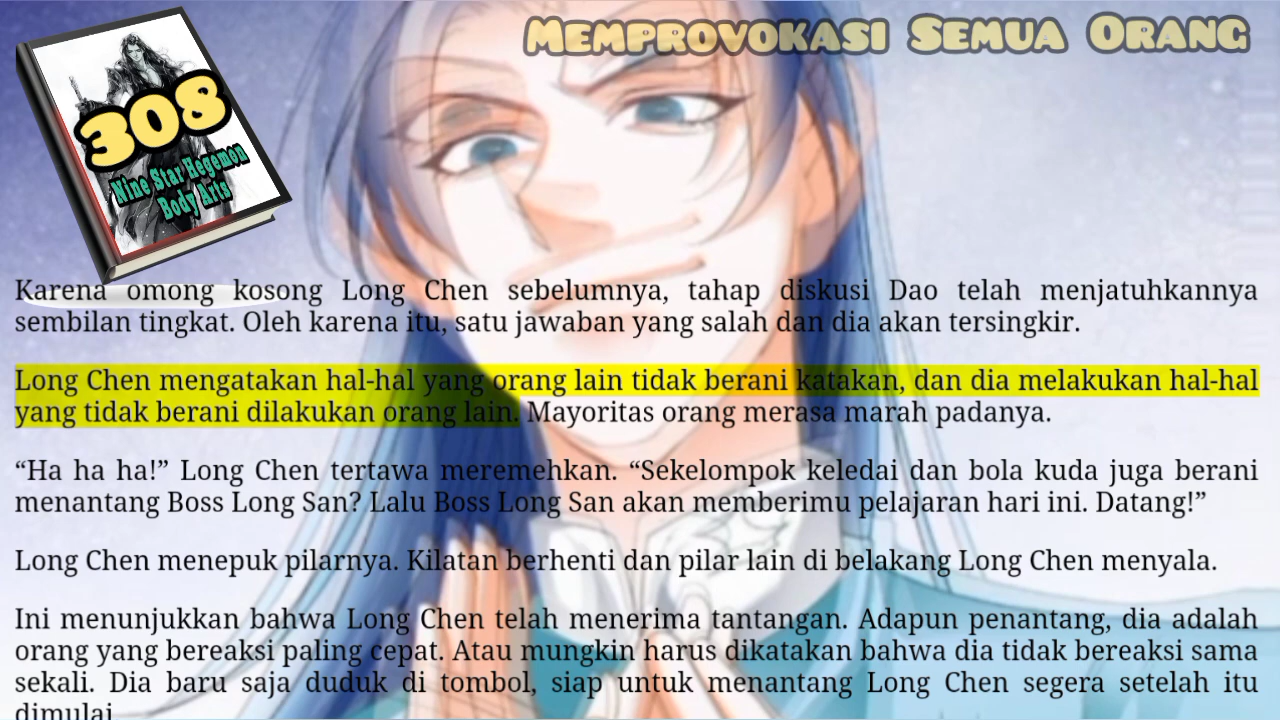 Memprovokasi Semua Orang
308
Nine Star Hegemon
Body Arts
Karena omong kosong Long Chen sebelumnya, tahap diskusi Dao telah menjatuhkannya
sembilan tingkat. Oleh karena itu, satu jawaban yang salah dan dia akan tersingkir.
Long Chen mengatakan hal-hal yang orang lain tidak berani katakan, dan dia melakukan hal-hal
yang tidak berani dilakukan orang lain. Mayoritas orang merasa marah padanya.
“Ha ha ha!” Long Chen tertawa meremehkan. “Sekelompok keledai dan bola kuda juga berani
menantang Boss Long San? Lalu Boss Long San akan memberimu pelajaran hari ini. Datang!”
Long Chen menepuk pilarnya. Kilatan berhenti dan pilar lain di belakang Long Chen menyala.
Ini menunjukkan bahwa Long Chen telah menerima tantangan. Adapun penantang, dia adalah
orang yang bereaksi paling cepat. Atau mungkin harus dikatakan bahwa dia tidak bereaksi sama
sekali. Dia baru saja duduk di tombol, siap untuk menantang Long Chen segera setelah itu
dimulai.